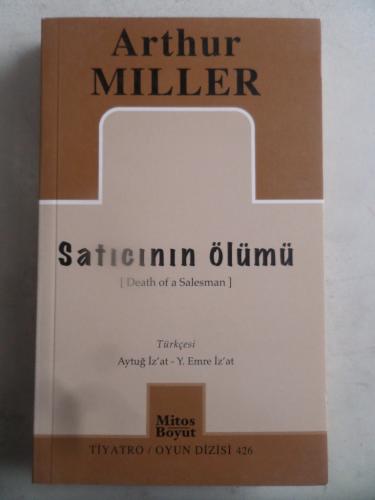 Arthur
MILLER
Satıcının ölümü
[ Death of a Salesman ]
Türkçesi
Aytuğ İz'at - Y. Emre İz'at
Mitos
Boyut
TİYATRO / OYUN DİZİSİ 426